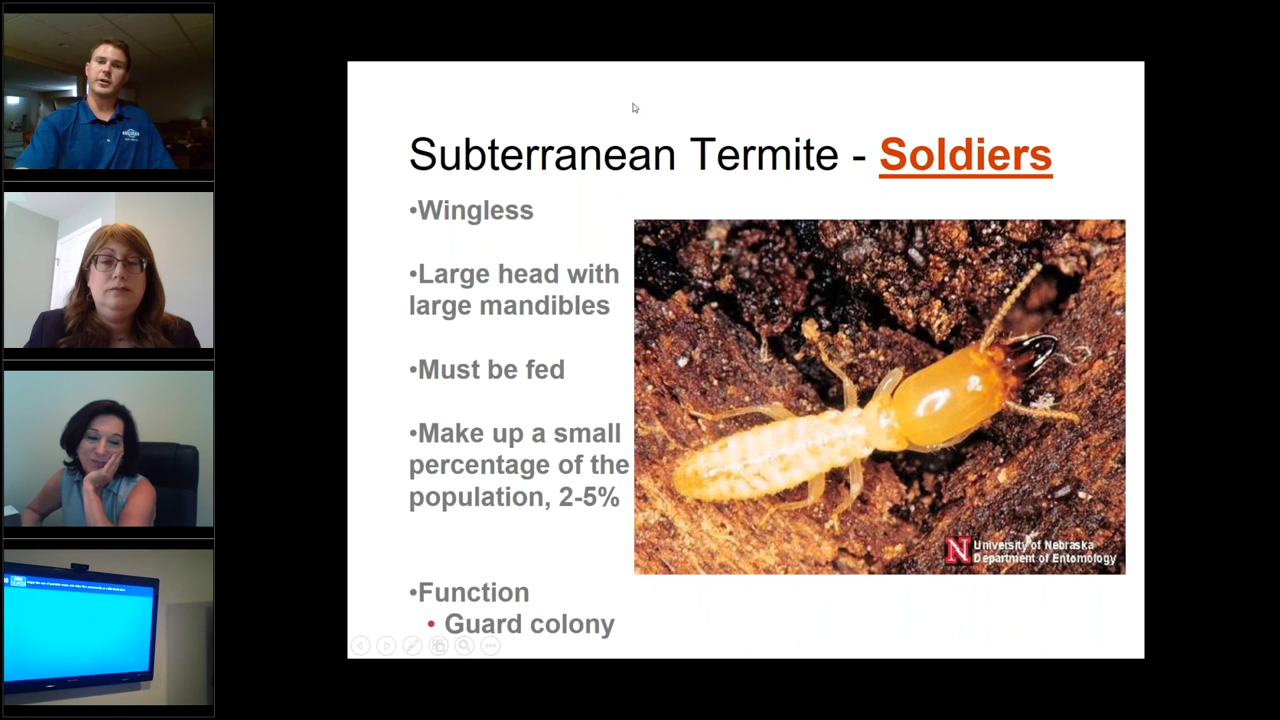 Subterranean Termite - Soldiers
•Wingless
•Large head with
large mandibles
•Must be fed
•Make up a small
percentage of the
population, 2-5%
•Function
• Guard colony
N University of Nebraska
Department of Entomology